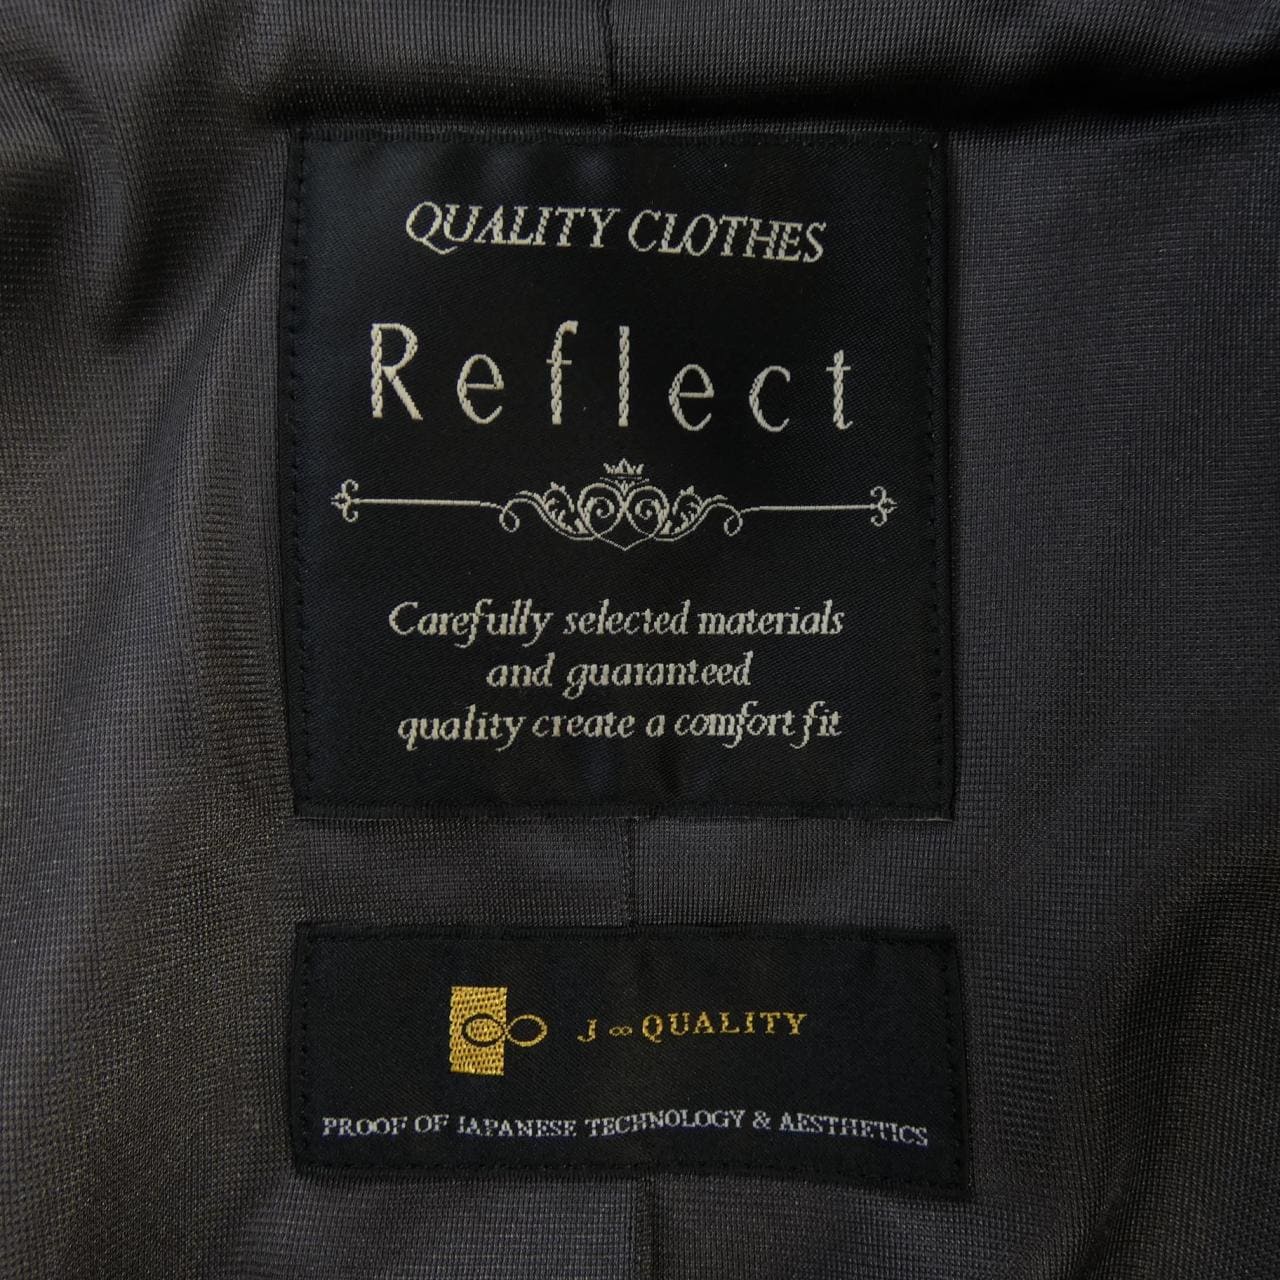 QUALITY CLOTHES
Reflect
Carefully selected materials
and guaranteed
quality create a comfort fit
J∞QUALITY
PROOF OF JAPANESE TECHNOLOGY & AESTHETICS